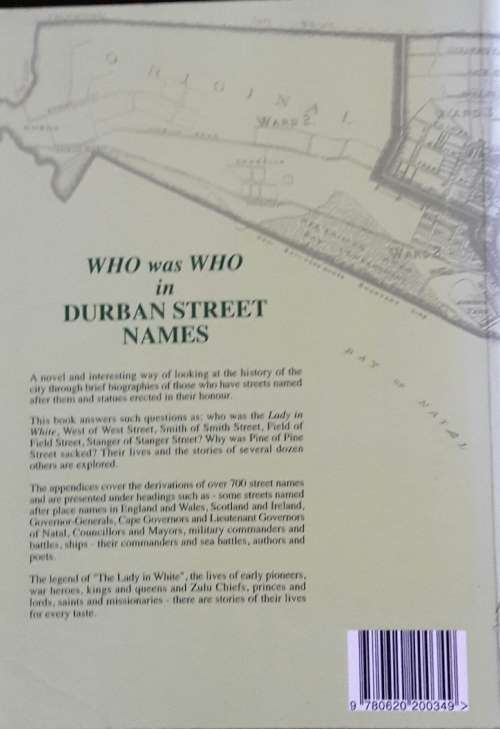 ORIGINAL
WARD 2.
WARD 3.
BAY OF NATAL
WHO was WHO
in
DURBAN STREET
NAMES
A novel and interesting way of looking at the history of the
city through brief biographies of those who have streets named
after them and statues erected in their honour.
This book answers such questions as: who was the Lady in
White, West of West Street, Smith of Smith Street, Field of
Field Street, Stanger of Stanger Street? Why was Pine of Pine
Street sacked? Their lives and the stories of several dozen
others are explored.
The appendices cover the derivations of over 700 street names
and are presented under headings such as - some streets named
after place names in England and Wales, Scotland and Ireland,
Governor-Generals, Cape Governors and Lieutenant Governors
of Natal, Councillors and Mayors, military commanders and
battles, ships - their commanders and sea battles, authors and
poets.
The legend of "The Lady in White", the lives of early pioneers,
war heroes, kings and queens and Zulu Chiefs, princes and
lords, saints and missionaries - there are stories of their lives
for every taste.
9 780620 200349 >